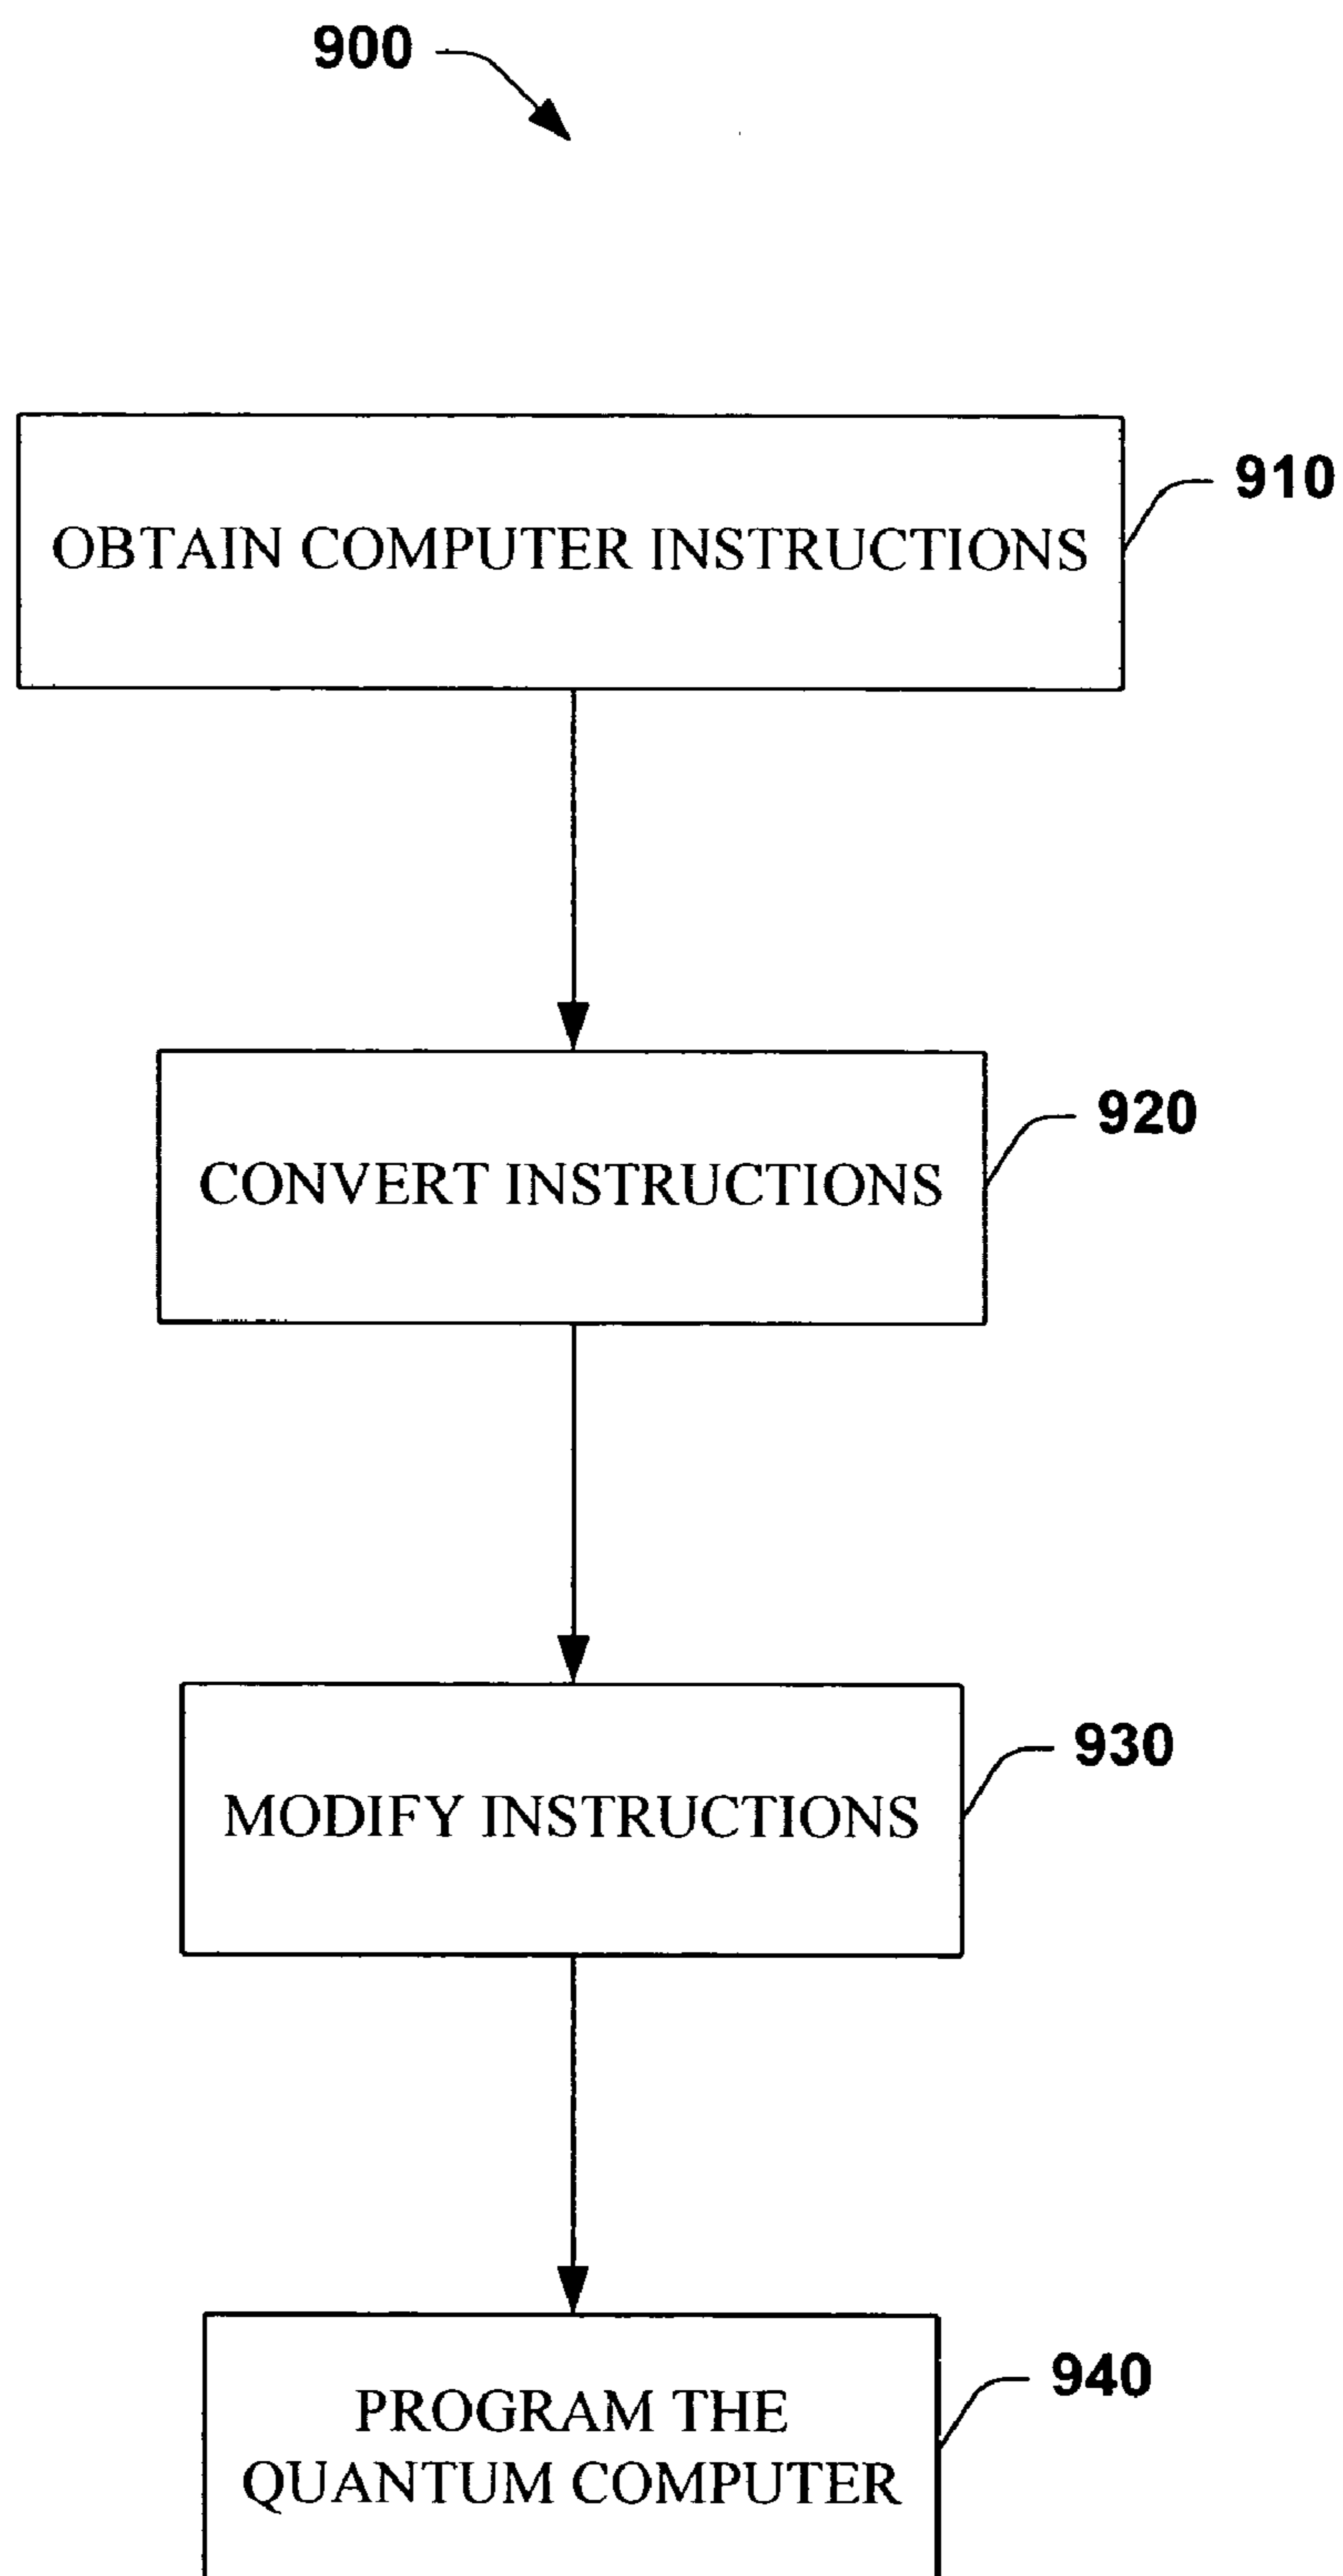 900
OBTAIN COMPUTER INSTRUCTIONS
910
CONVERT INSTRUCTIONS
920
MODIFY INSTRUCTIONS
930
PROGRAM THE
QUANTUM COMPUTER
940